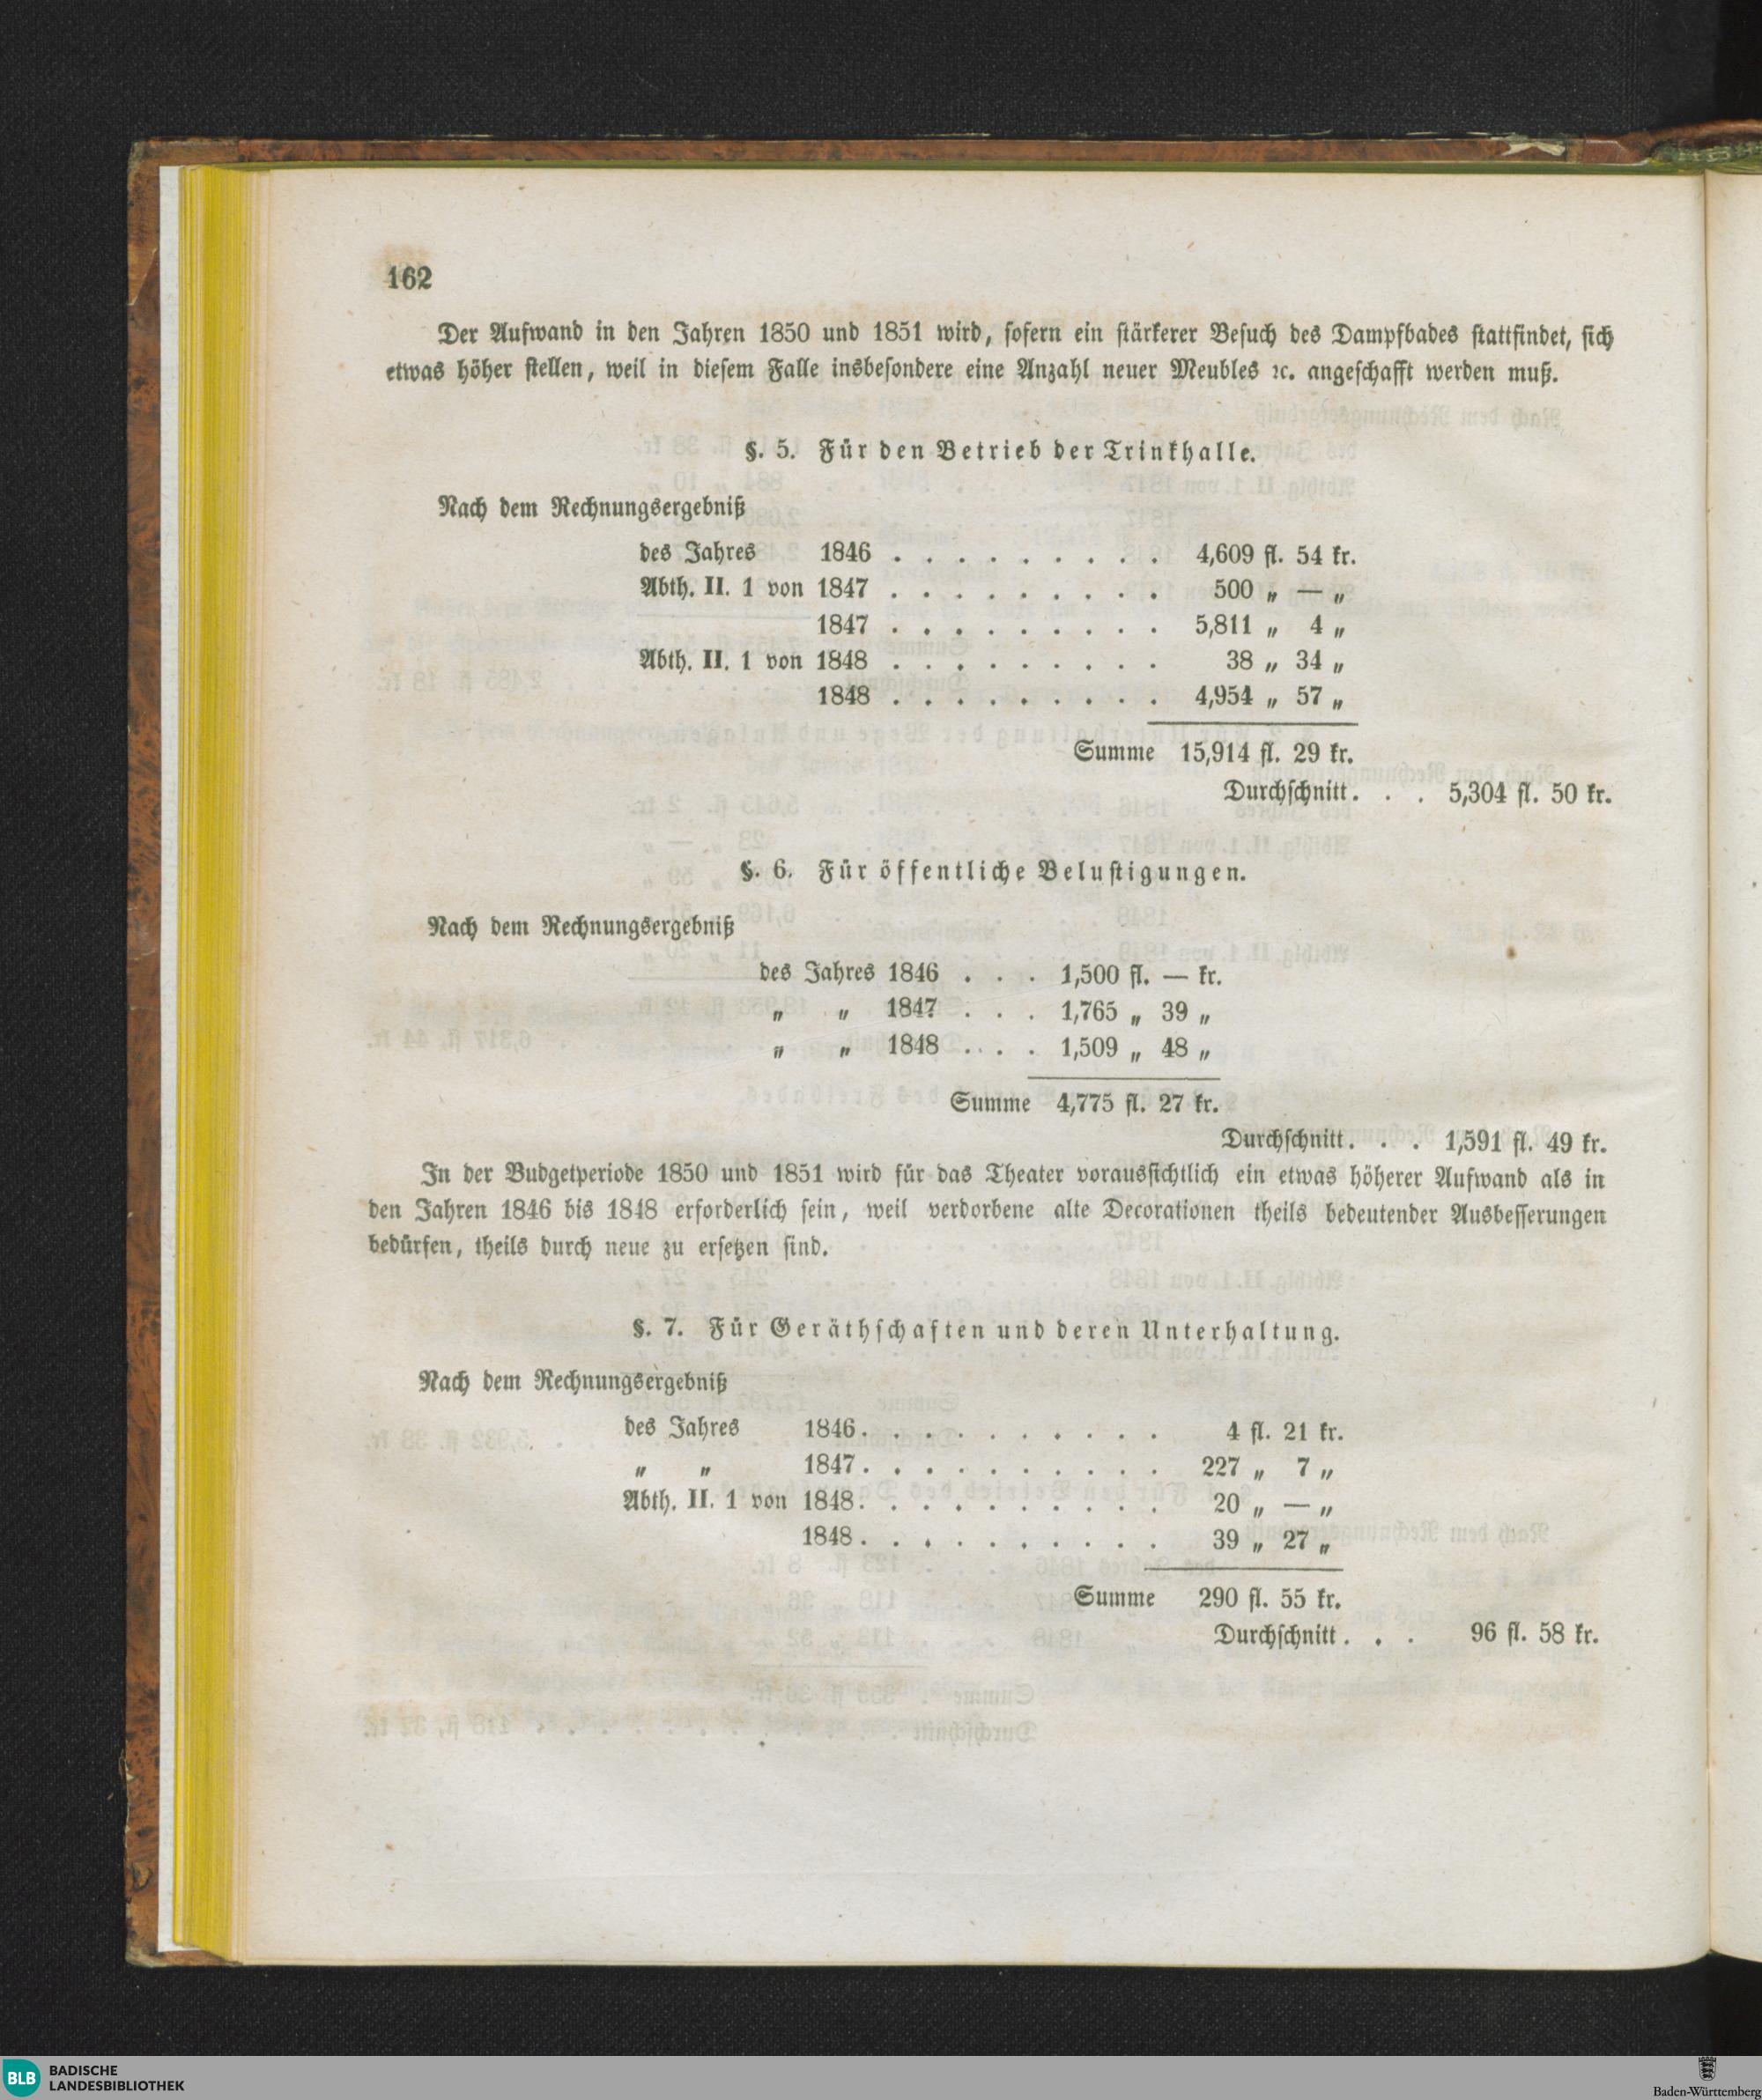 162
Der Aufwand in den Jahren 1850 und 1851 wird, sofern ein stärkerer Besuch des Dampfbades stattfindet, sich
etwas höher stellen, weil in diesem Falle insbesondere eine Anzahl neuer Meubles ꝛc. angeschafft werden muß.
§. 5. Für den Betrieb der Trinkhalle.
Nach dem Rechnungsergebniß
des Jahres 1846 . . . . . . . . . 4,609 fl. 54 kr.
Abth. II. 1 von 1847 . . . . . . . . . 500 „ — „
1847 . . . . . . . . . 5,811 „ 4 „
Abth. II. 1 von 1848 . . . . . . . . . 38 „ 34 „
1848 . . . . . . . . . 4,954 „ 57 „
Summe 15,914 fl. 29 kr.
Durchschnitt . . . 5,304 fl. 50 kr.
§. 6. Für öffentliche Belustigungen.
Nach dem Rechnungsergebniß
des Jahres 1846 . . . 1,500 fl. — kr.
„ „ 1847 . . . 1,765 „ 39 „
„ „ 1848 . . . 1,509 „ 48 „
Summe 4,775 fl. 27 kr.
Durchschnitt . . . 1,591 fl. 49 kr.
In der Budgetperiode 1850 und 1851 wird für das Theater voraussichtlich ein etwas höherer Aufwand als in
den Jahren 1846 bis 1848 erforderlich sein, weil verdorbene alte Decorationen theils bedeutender Ausbesserungen
bedürfen, theils durch neue zu ersetzen sind.
§. 7. Für Geräthschaften und deren Unterhaltung.
Nach dem Rechnungsergebniß
des Jahres 1846 . . . . . . . . . . 4 fl. 21 kr.
„ „ 1847 . . . . . . . . . . 227 „ 7 „
Abth. II. 1 von 1848 . . . . . . . . . . 20 „ — „
1848 . . . . . . . . . . 39 „ 27 „
Summe 290 fl. 55 kr.
Durchschnitt . . . 96 fl. 58 kr.
BLB BADISCHE
LANDESBIBLIOTHEK
Baden-Württemberg